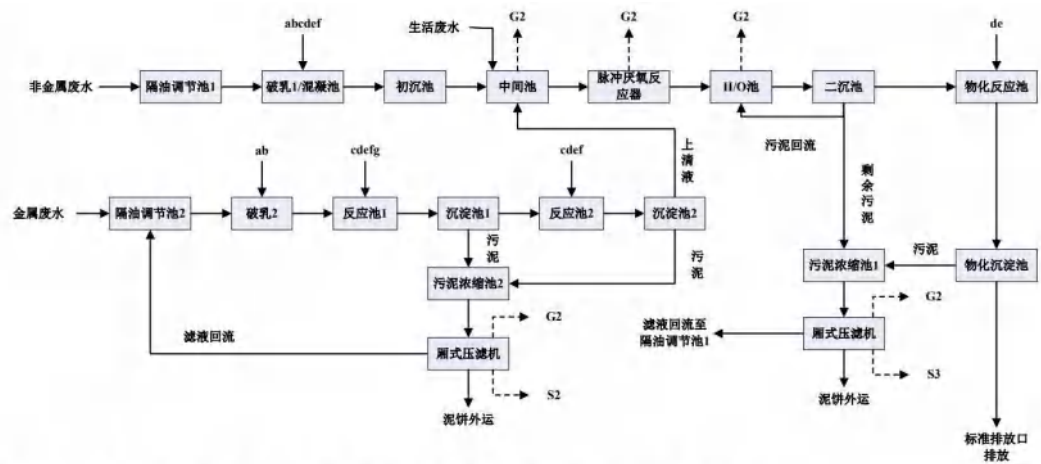 abcdef
生活废水
G2
G2
G2
de
非金属废水
隔油调节池1
破乳1/混凝池
初沉池
中间池
脉冲厌氧反
应器
H/O池
二沉池
物化反应池
污泥回流
上清液
剩余污泥
ab
cdefg
cdef
金属废水
隔油调节池2
破乳2
反应池1
沉淀池1
反应池2
沉淀池2
污泥
污泥
污泥
污泥浓缩池2
污泥浓缩池1
物化沉淀池
G2
G2
滤液回流
厢式压滤机
滤液回流至
隔油调节池1
厢式压滤机
S2
S3
泥饼外运
泥饼外运
标准排放口
排放